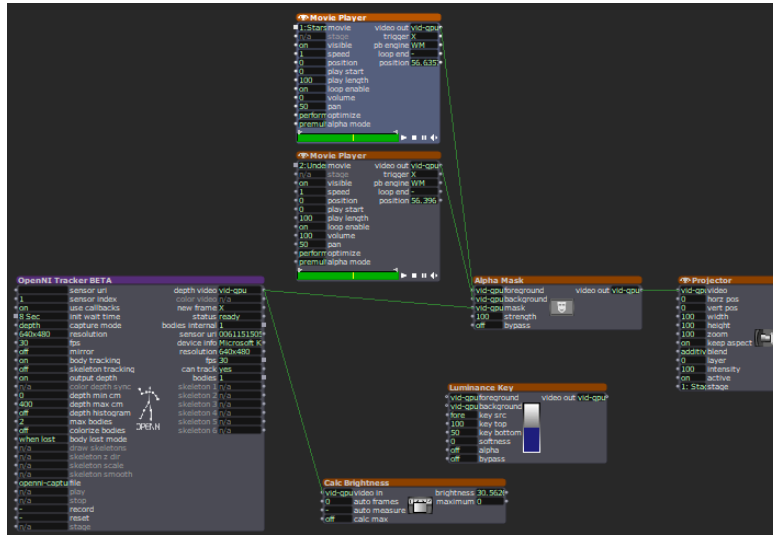 Movie Player
1:Stars movie video out vid-gpu
n/a stage trigger X
on visible pb engine WM
1 speed loop end -
0 position position 56.635
0 play start
100 play length
on loop enable
0 volume
50 pan
perform optimize
premul alpha mode
Movie Player
2:Unde movie video out vid-gpu
n/a stage trigger X
on visible pb engine WM
1 speed loop end -
0 position position 56.396
0 play start
100 play length
on loop enable
100 volume
50 pan
perform optimize
premul alpha mode
OpenNI Tracker BETA
sensor uri depth video vid-gpu
1 sensor index color video n/a
on use callbacks new frame X
8 Sec init wait time status ready
depth capture mode bodies internal 1
640x480 resolution sensor uri 0061151505
30 fps device info Microsoft K
off mirror resolution 640x480
on body tracking fps 30
off skeleton tracking can track yes
on output depth bodies 1
n/a color depth sync skeleton 1 n/a
0 depth min cm skeleton 2 n/a
400 depth max cm skeleton 3 n/a
off depth histogram skeleton 4 n/a
2 max bodies skeleton 5 n/a
off colorize bodies skeleton 6 n/a
when lost body lost mode
n/a draw skeletons
n/a skeleton z dir
n/a skeleton scale
n/a skeleton smooth
openni-captu file
n/a play
n/a stop
- record
- reset
n/a stage
OPENNI
Alpha Mask
vid-gpu foreground video out vid-gpu
vid-gpu background
vid-gpu mask
100 strength
off bypass
Projector
vid-gpu video
0 horz pos
0 vert pos
100 width
100 height
100 zoom
on keep aspect
additiv blend
0 layer
100 intensity
on active
1: Stac stage
Luminance Key
vid-gpu foreground video out vid-gpu
vid-gpu background
fore key src
100 key top
50 key bottom
0 softness
off alpha
off bypass
Calc Brightness
vid-gpu video in brightness 30.562
0 auto frames maximum 0
- auto measure
off calc max